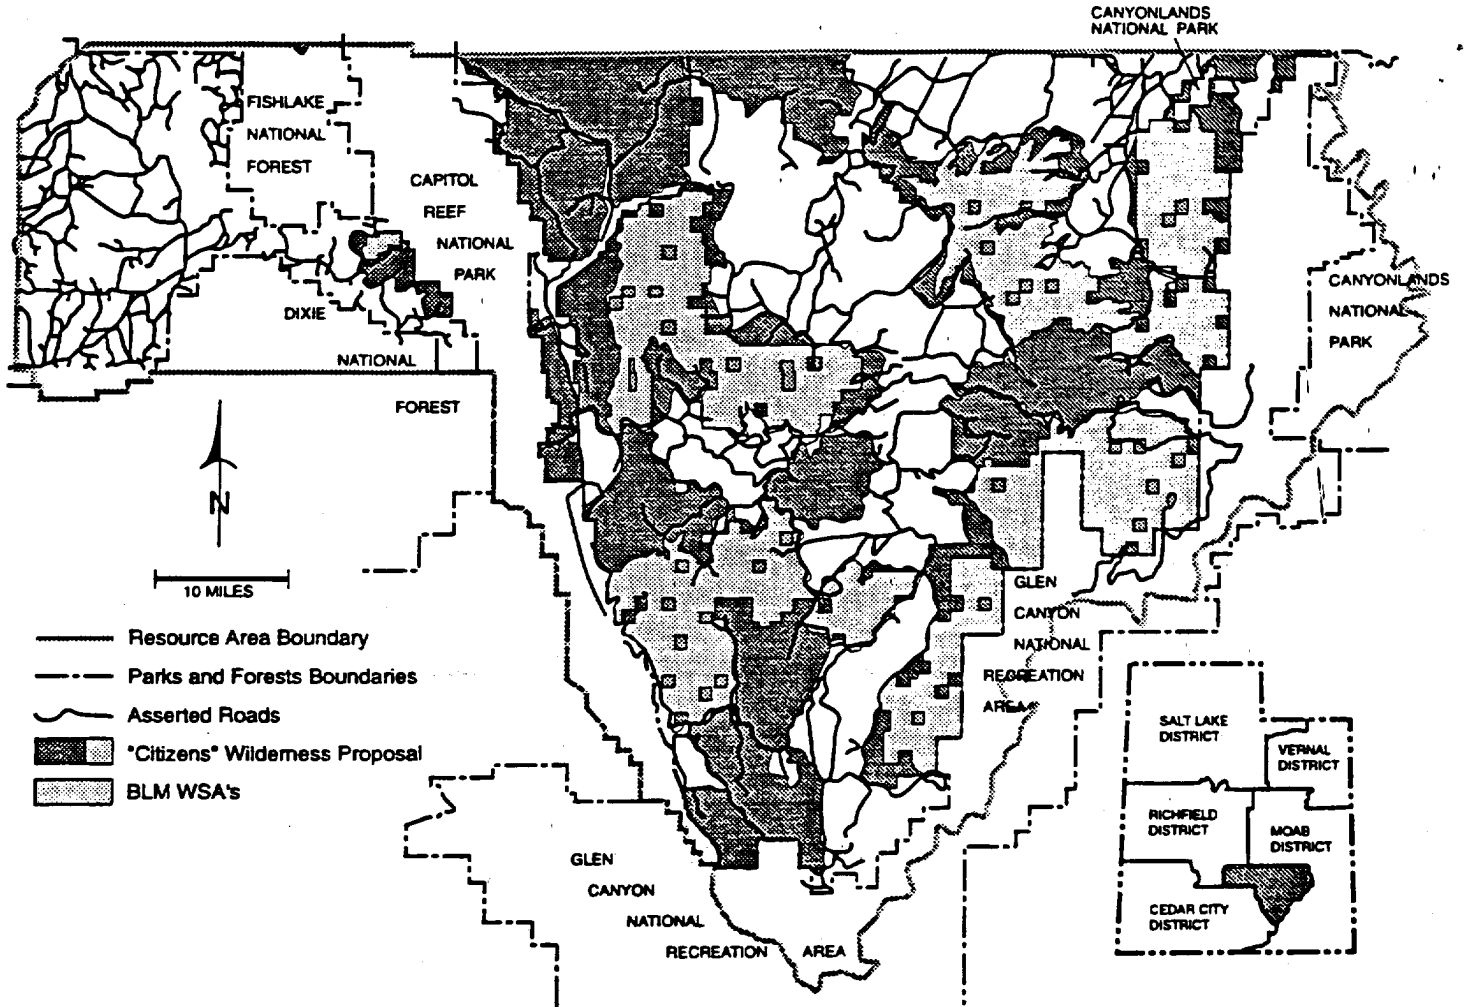 CANYONLANDS
NATIONAL PARK
FISHLAKE
NATIONAL
FOREST
CAPITOL
REEF
NATIONAL
PARK
DIXIE
NATIONAL
FOREST
CANYONLANDS
NATIONAL
PARK
N
10 MILES
GLEN
CANYON
NATIONAL
RECREATION
AREA
Resource Area Boundary
Parks and Forests Boundaries
Asserted Roads
"Citizens" Wilderness Proposal
BLM WSA's
GLEN
CANYON
NATIONAL
RECREATION AREA
SALT LAKE
DISTRICT
VERNAL
DISTRICT
RICHFIELD
DISTRICT
MOAB
DISTRICT
CEDAR CITY
DISTRICT